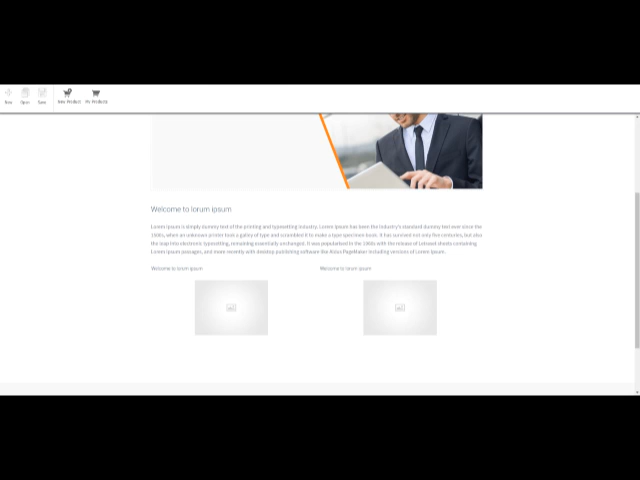 New Open Save New Product My Products
Welcome to lorum ipsum
Lorem Ipsum is simply dummy text of the printing and typesetting industry. Lorem Ipsum has been the industry's standard dummy text ever since the
1500s, when an unknown printer took a galley of type and scrambled it to make a type specimen book. It has survived not only five centuries, but also
the leap into electronic typesetting, remaining essentially unchanged. It was popularised in the 1960s with the release of Letraset sheets containing
Lorem Ipsum passages, and more recently with desktop publishing software like Aldus PageMaker including versions of Lorem Ipsum.
Welcome to lorum ipsum Welcome to lorum ipsum